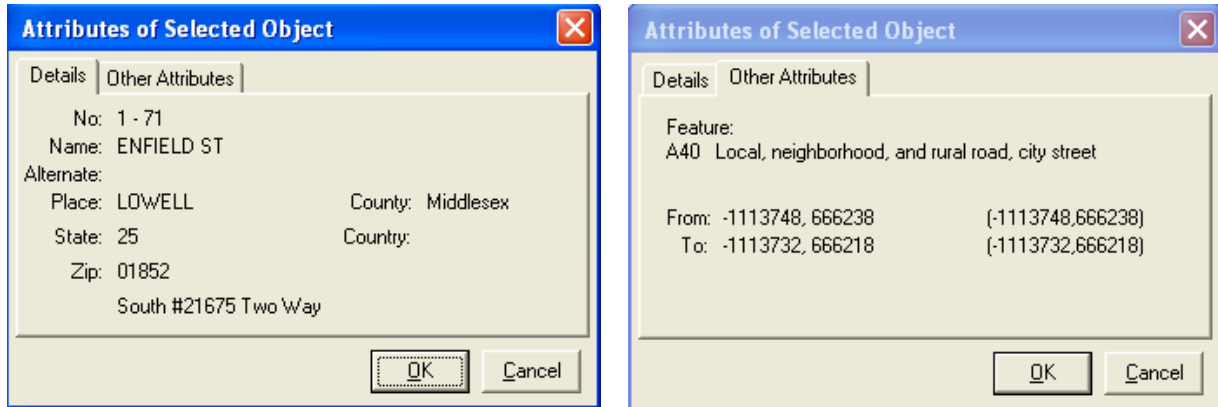 Attributes of Selected Object
Details Other Attributes
No: 1 - 71
Name: ENFIELD ST
Alternate:
Place: LOWELL County: Middlesex
State: 25 Country:
Zip: 01852
South #21675 Two Way
OK Cancel
Attributes of Selected Object
Details Other Attributes
Feature:
A40 Local, neighborhood, and rural road, city street
From: -1113748, 666238 (-1113748,666238)
To: -1113732, 666218 (-1113732,666218)
OK Cancel